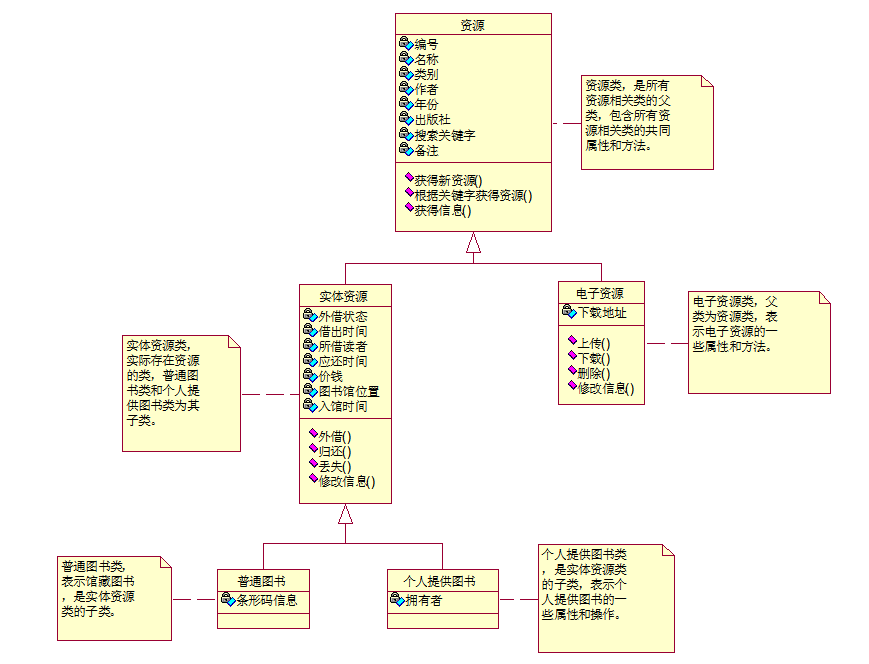 资源
编号
名称
类别
作者
年份
出版社
搜索关键字
备注
获得新资源()
根据关键字获得资源()
获得信息()
资源类，是所有
资源相关类的父
类，包含所有资
源相关类的共同
属性和方法。
实体资源
外借状态
借出时间
所借读者
应还时间
价钱
图书馆位置
入馆时间
外借()
归还()
丢失()
修改信息()
电子资源
下载地址
上传()
下载()
删除()
修改信息()
电子资源类，父
类为资源类，表
示电子资源的一
些属性和方法。
实体资源类，
实际存在资源
的类，普通图
书类和个人提
供图书类为其
子类。
普通图书类，
表示馆藏图书
，是实体资源
类的子类。
普通图书
条形码信息
个人提供图书
拥有者
个人提供图书类
，是实体资源类
的子类，表示个
人提供图书的一
些属性和操作。